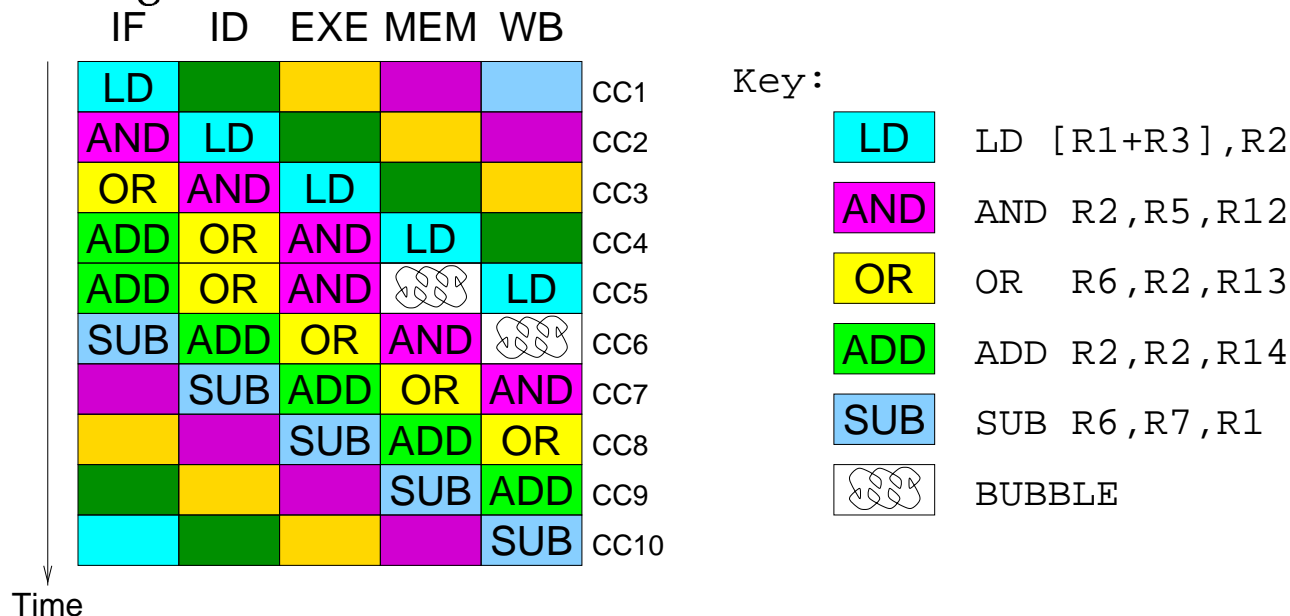 IF ID EXE MEM WB
LD CC1
AND LD CC2
OR AND LD CC3
ADD OR AND LD CC4
ADD OR AND LD CC5
SUB ADD OR AND CC6
SUB ADD OR AND CC7
SUB ADD OR CC8
SUB ADD CC9
SUB CC10
Time
Key:
LD LD [R1+R3],R2
AND AND R2,R5,R12
OR OR R6,R2,R13
ADD ADD R2,R2,R14
SUB SUB R6,R7,R1
BUBBLE